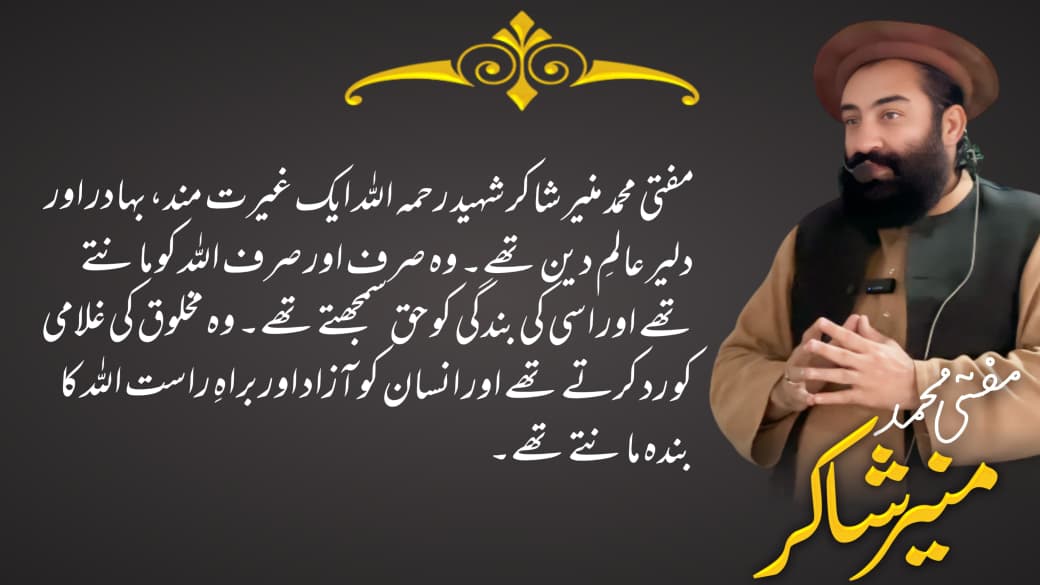 مفتی محمد منیر شاکر شہید رحمہ اللہ ایک غیرت مند، بہادر اور
دلیر عالمِ دین تھے۔ وہ صرف اور صرف اللہ کو مانتے
تھے اور اسی کی بندگی کو حق سمجھتے تھے۔ وہ مخلوق کی غلامی
کو رد کرتے تھے اور انسان کو آزاد اور براہِ راست اللہ کا
بندہ مانتے تھے۔
مفتی محمد
منیر شاکر